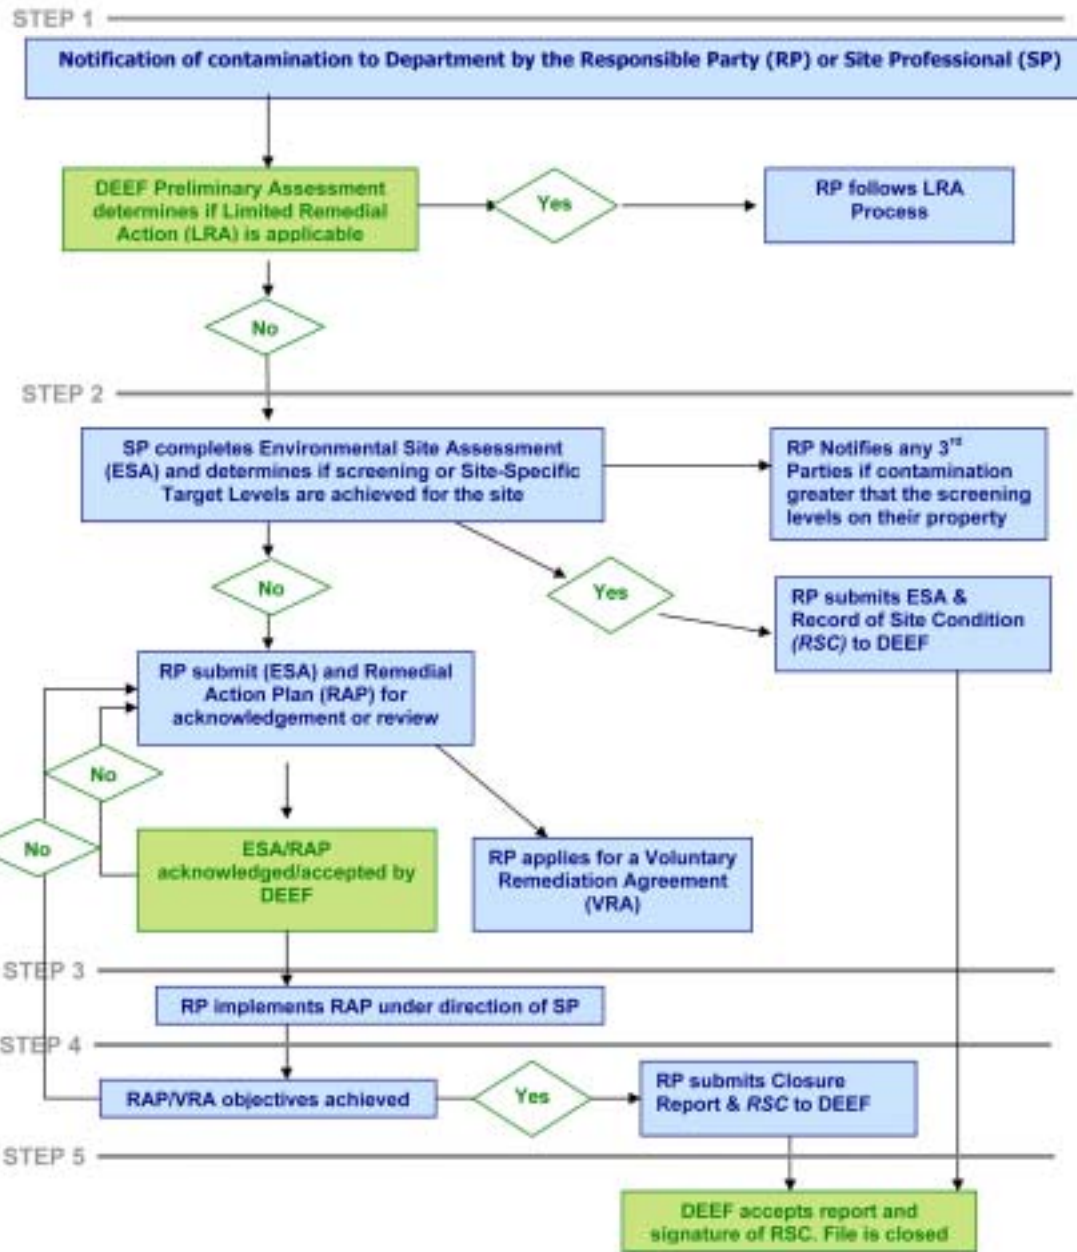 STEP 1
Notification of contamination to Department by the Responsible Party (RP) or Site Professional (SP)
DEEF Preliminary Assessment
determines if Limited Remedial
Action (LRA) is applicable
Yes
RP follows LRA
Process
No
STEP 2
SP completes Environmental Site Assessment
(ESA) and determines if screening or Site-Specific
Target Levels are achieved for the site
RP Notifies any 3rd
Parties if contamination
greater that the screening
levels on their property
No
Yes
RP submits ESA &
Record of Site Condition
(RSC) to DEEF
RP submit (ESA) and Remedial
Action Plan (RAP) for
acknowledgement or review
No
No
ESA/RAP
acknowledged/accepted by
DEEF
RP applies for a Voluntary
Remediation Agreement
(VRA)
STEP 3
RP implements RAP under direction of SP
STEP 4
RAP/VRA objectives achieved
Yes
RP submits Closure
Report & RSC to DEEF
STEP 5
DEEF accepts report and
signature of RSC. File is closed